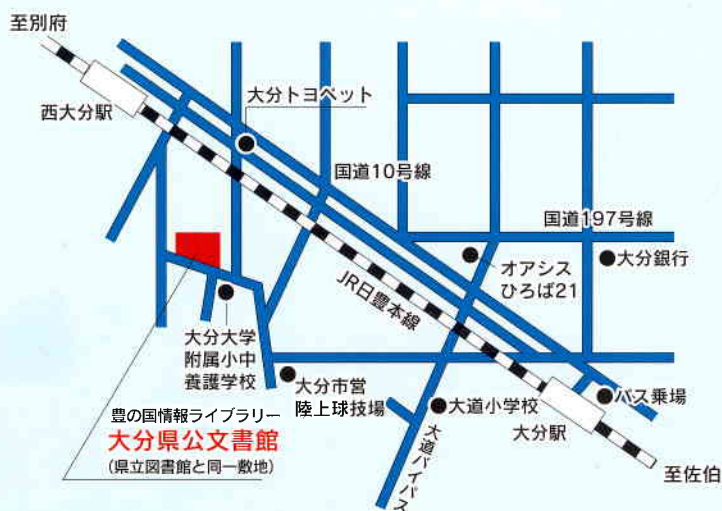 至別府
西大分駅
大分トヨペット
国道10号線
国道197号線
オアシス
ひろば21
大分銀行
JR日豊本線
大分大学
附属小中
養護学校
大分市営
陸上球技場
大道小学校
バス乗場
大分駅
大道バイパス
至佐伯
豊の国情報ライブラリー
大分県公文書館
(県立図書館と同一敷地)